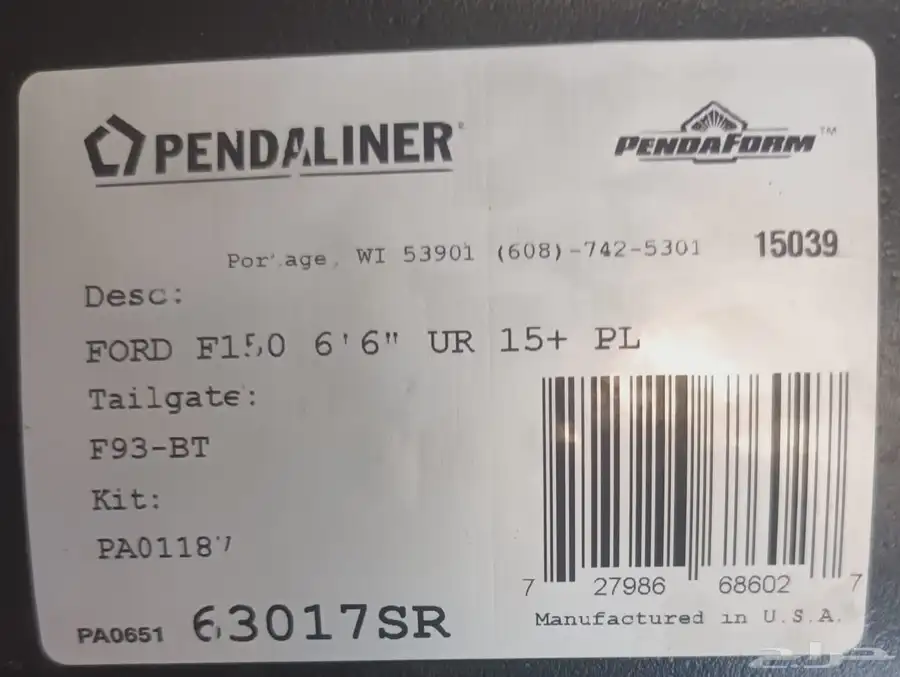 PENDALINER®
PENDAFORM™
Portage, WI 53901 (608)-742-5301
15039
Desc:
FORD F150 6'6" UR 15+ PL
Tailgate:
F93-BT
Kit:
PA01187
7 27986 68602 7
PA0651 63017SR
Manufactured in U.S.A.